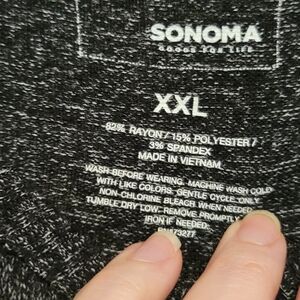 SONOMA
GOODS FOR LIFE
XXL
82% RAYON / 15% POLYESTER /
3% SPANDEX
MADE IN VIETNAM
WASH BEFORE WEARING. MACHINE WASH COLD
WITH LIKE COLORS, GENTLE CYCLE. ONLY
NON-CHLORINE BLEACH WHEN NEEDED.
TUMBLE DRY LOW. REMOVE PROMPTLY.
IRON IF NEEDED.